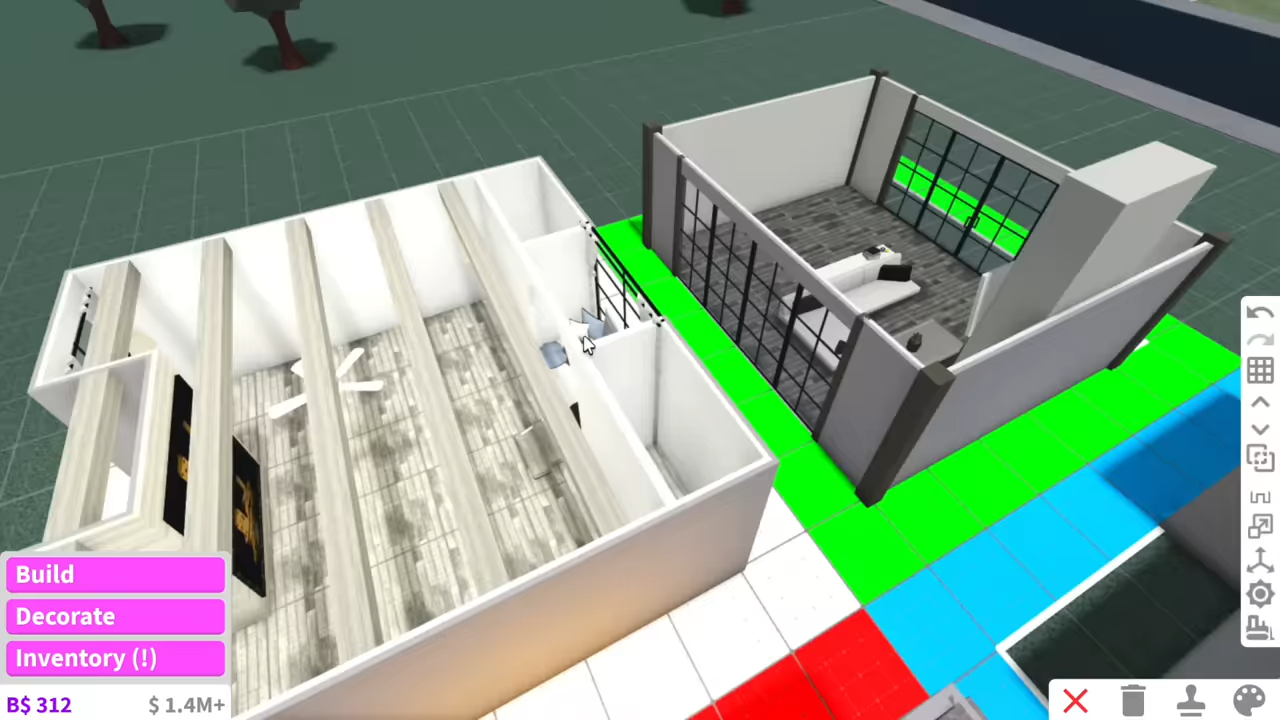 Build
Decorate
Inventory (!)
B$ 312 $ 1.4M+